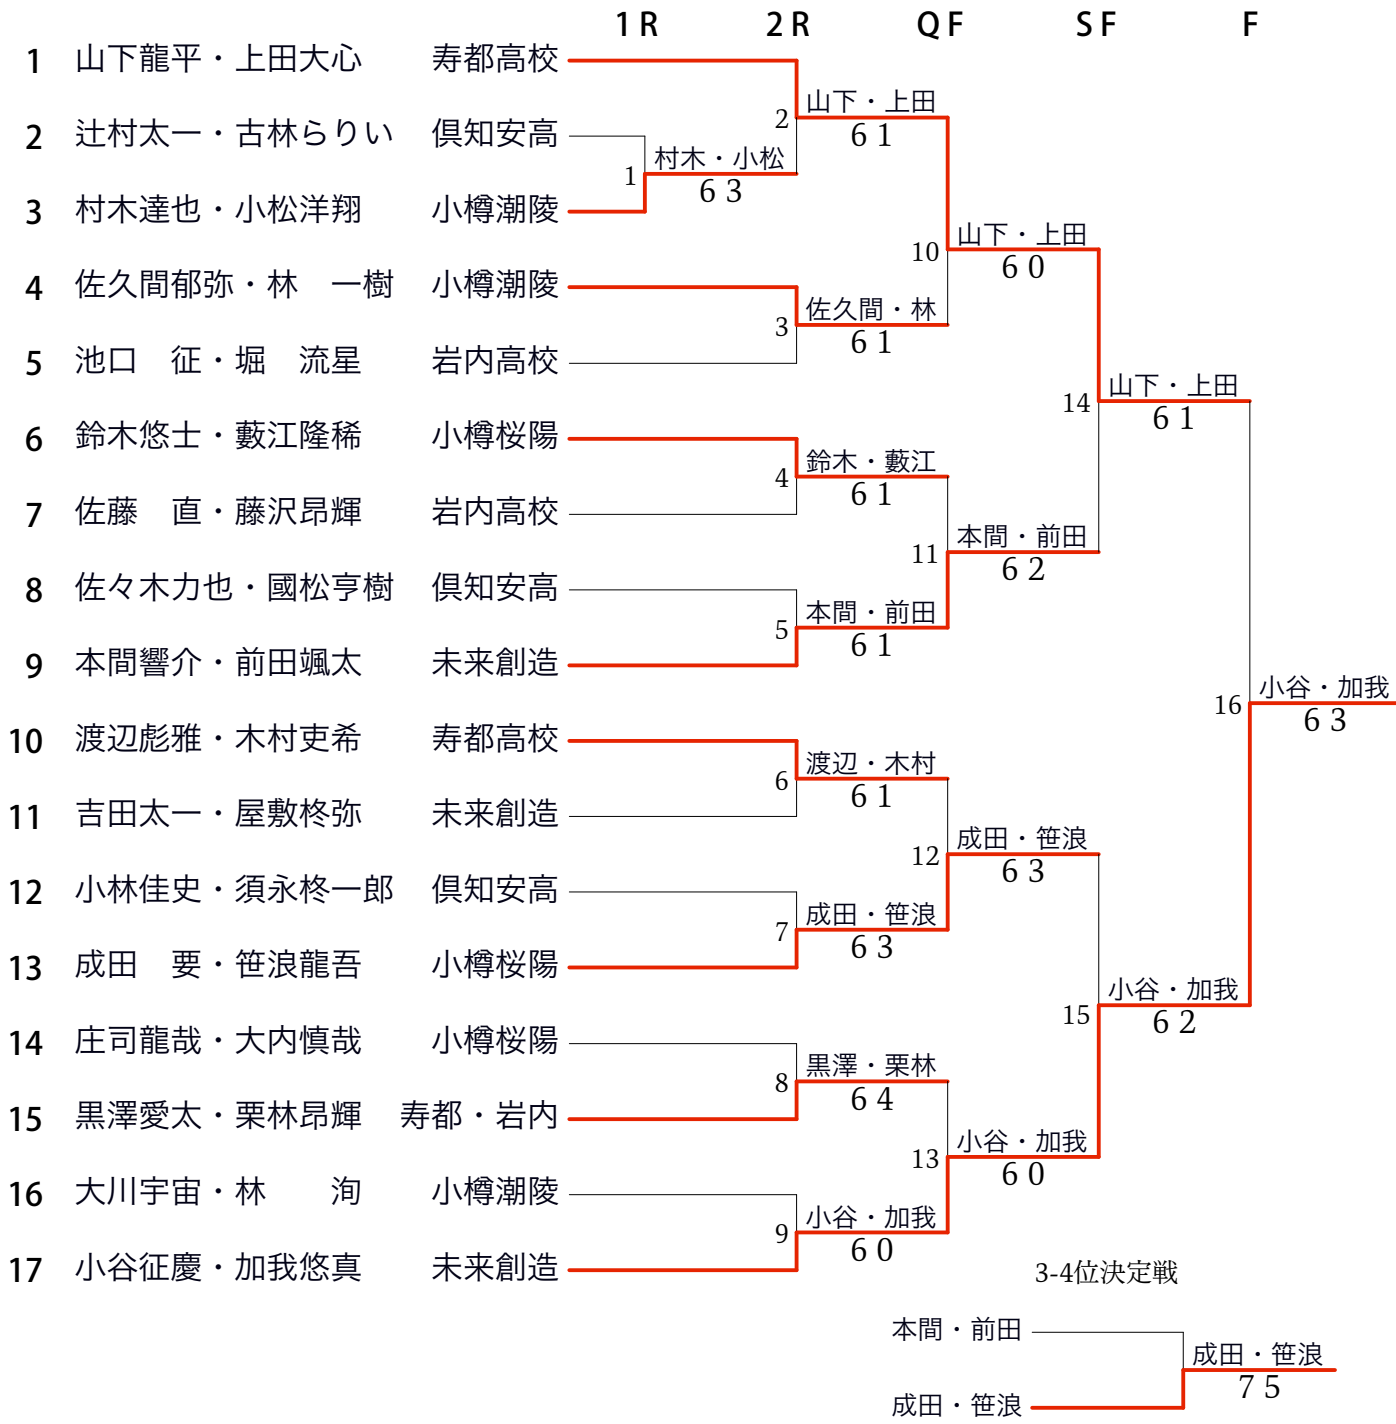 1 R 2 R Q F S F F
1 山下龍平・上田大心 寿都高校
2 辻村太一・古林らりい 倶知安高
3 村木達也・小松洋翔 小樽潮陵
4 佐久間郁弥・林 一樹 小樽潮陵
5 池口 征・堀 流星 岩内高校
6 鈴木悠士・藪江隆稀 小樽桜陽
7 佐藤 直・藤沢昂輝 岩内高校
8 佐々木力也・國松亨樹 倶知安高
9 本間響介・前田颯太 未来創造
10 渡辺彪雅・木村吏希 寿都高校
11 吉田太一・屋敷柊弥 未来創造
12 小林佳史・須永柊一郎 倶知安高
13 成田 要・笹浪龍吾 小樽桜陽
14 庄司龍哉・大内慎哉 小樽桜陽
15 黒澤愛太・栗林昂輝 寿都・岩内
16 大川宇宙・林 洵 小樽潮陵
17 小谷征慶・加我悠真 未来創造
1 村木・小松
6 3
2 山下・上田
6 1
3 佐久間・林
6 1
4 鈴木・藪江
6 1
5 本間・前田
6 1
6 渡辺・木村
6 1
7 成田・笹浪
6 3
8 黒澤・栗林
6 4
9 小谷・加我
6 0
10 山下・上田
6 0
11 本間・前田
6 2
12 成田・笹浪
6 3
13 小谷・加我
6 0
14 山下・上田
6 1
15 小谷・加我
6 2
16 小谷・加我
6 3
3-4位決定戦
本間・前田
成田・笹浪
成田・笹浪
7 5